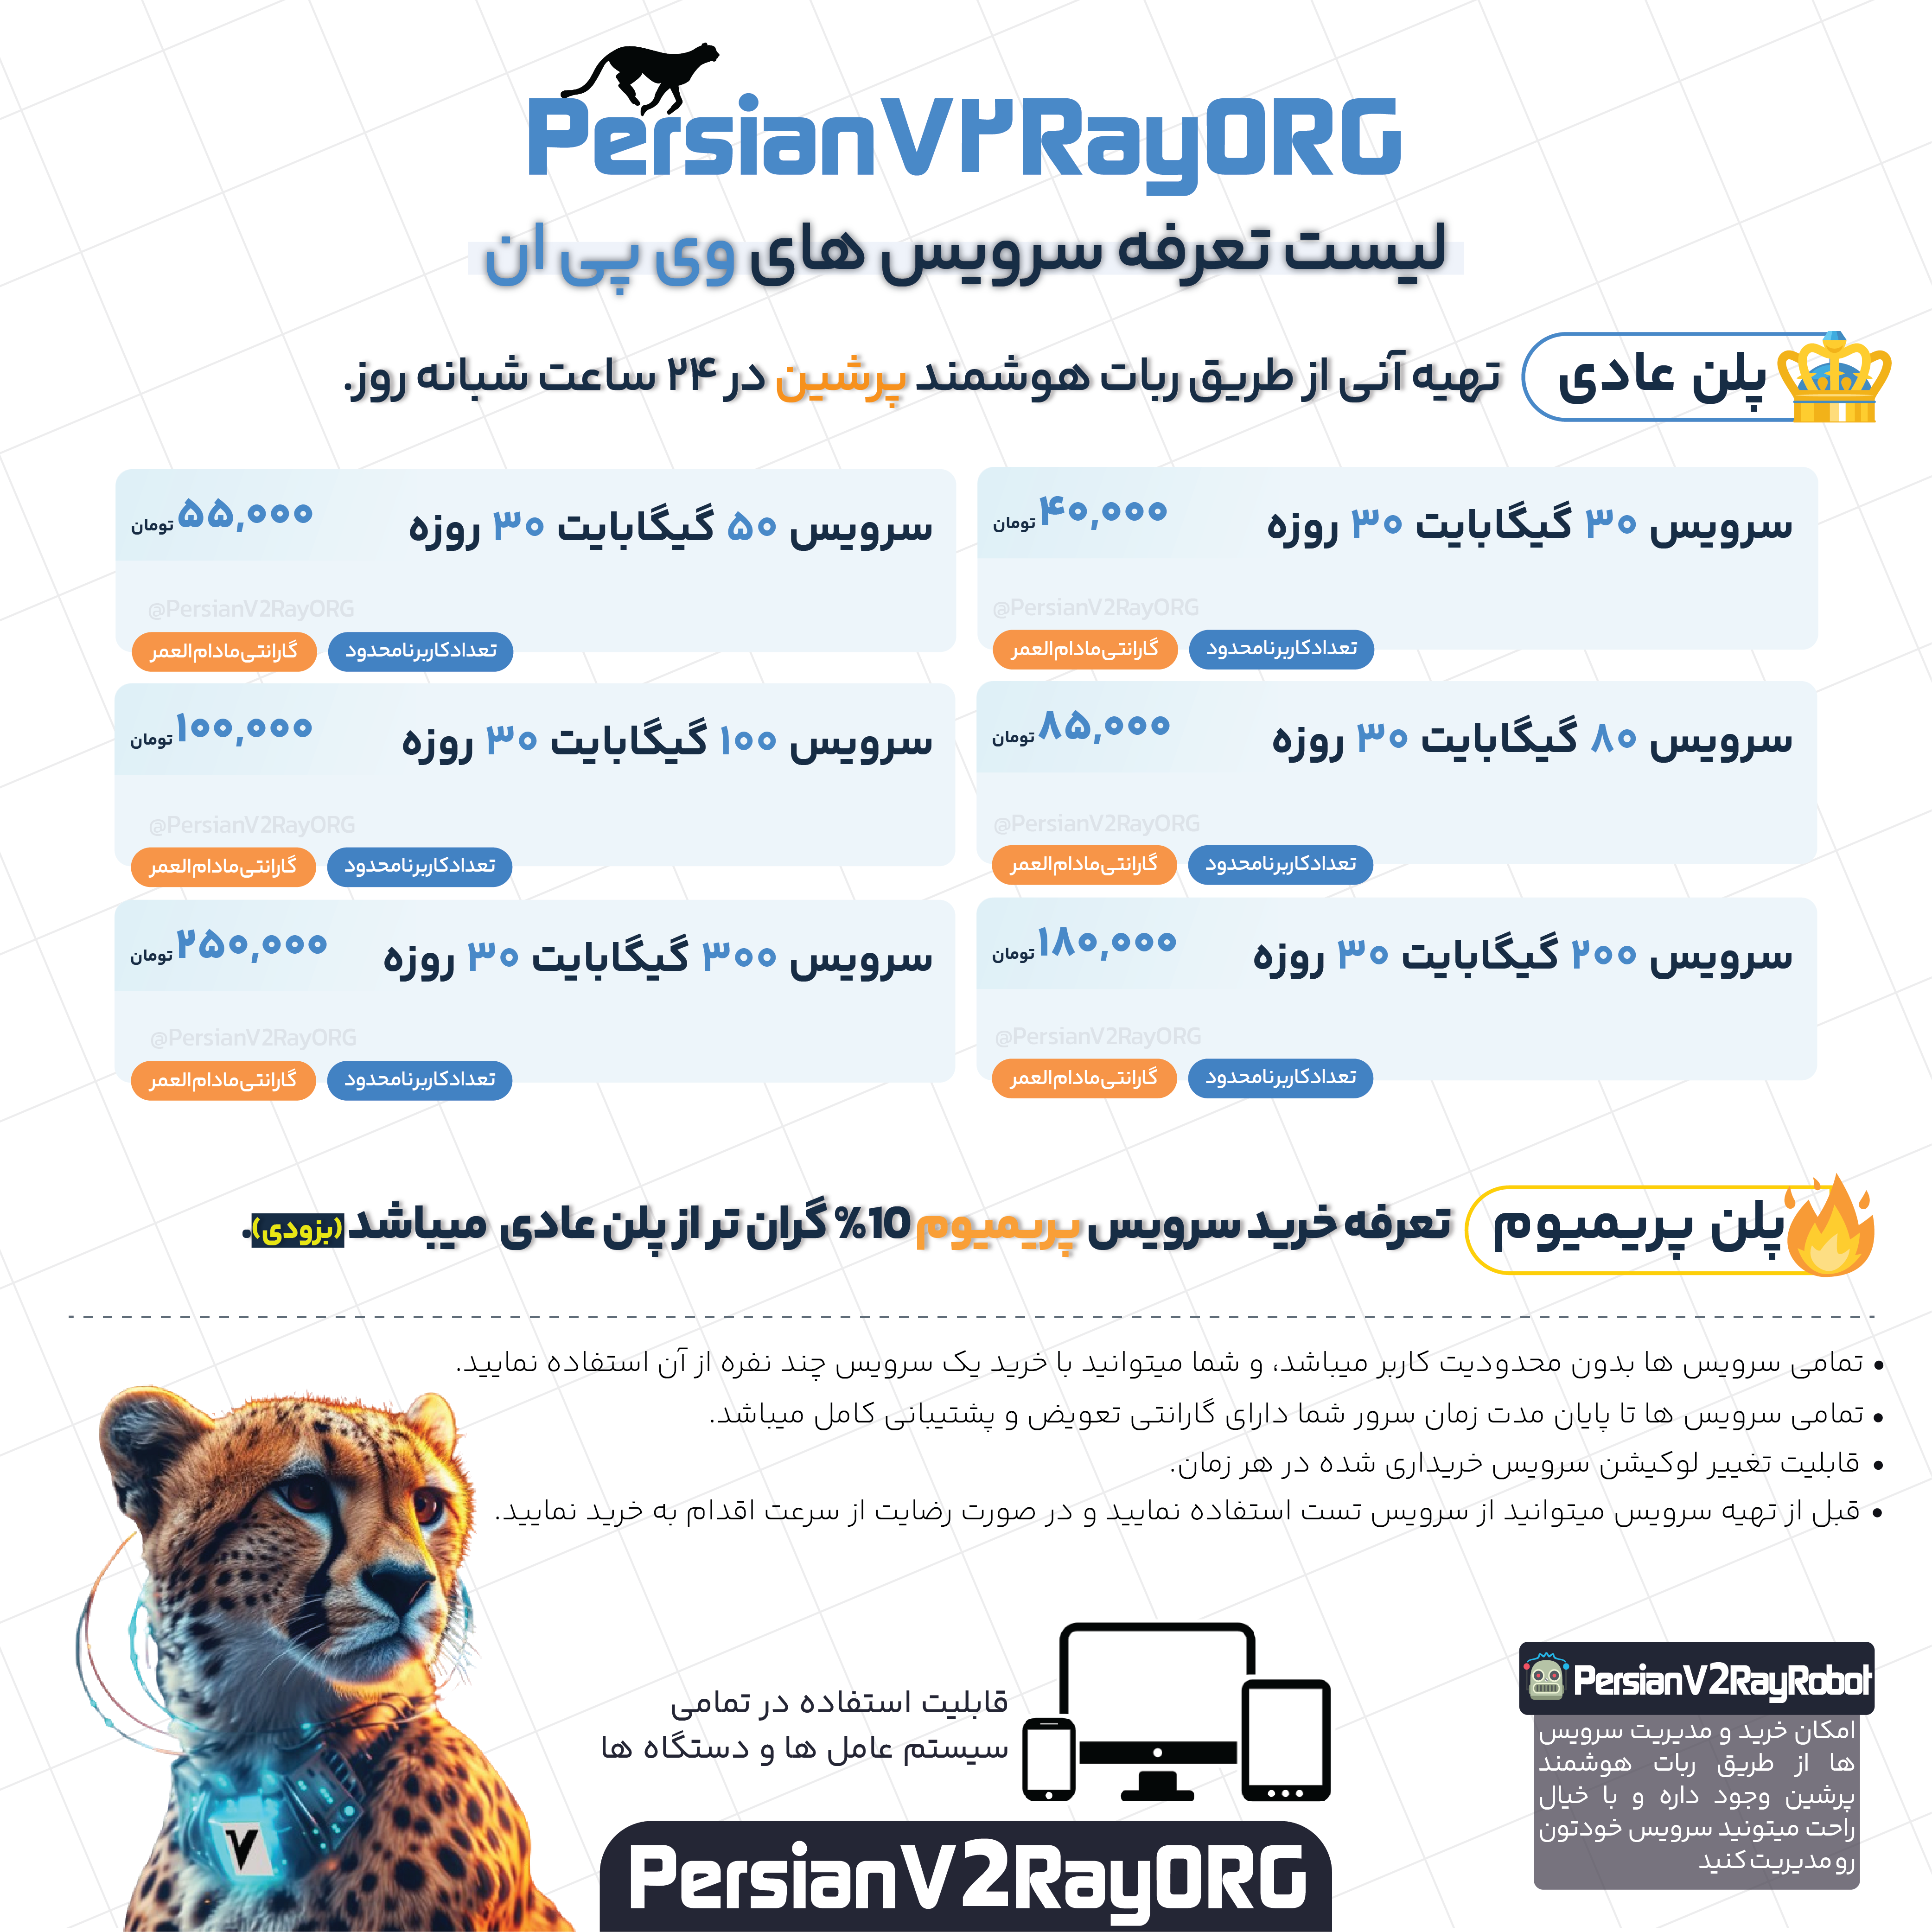 PersianV۲RayORG
لیست تعرفه سرویس های وی پی ان
پلن عادی
تهیه آنی از طریق ربات هوشمند پرشین در ۲۴ ساعت شبانه روز.
سرویس ۳۰ گیگابایت ۳۰ روزه
۴۰,۰۰۰ تومان
@PersianV2RayORG
تعداد کاربر نامحدود
گارانتی مادام العمر
سرویس ۵۰ گیگابایت ۳۰ روزه
۵۵,۰۰۰ تومان
@PersianV2RayORG
تعداد کاربر نامحدود
گارانتی مادام العمر
سرویس ۸۰ گیگابایت ۳۰ روزه
۸۵,۰۰۰ تومان
@PersianV2RayORG
تعداد کاربر نامحدود
گارانتی مادام العمر
سرویس ۱۰۰ گیگابایت ۳۰ روزه
۱۰۰,۰۰۰ تومان
@PersianV2RayORG
تعداد کاربر نامحدود
گارانتی مادام العمر
سرویس ۲۰۰ گیگابایت ۳۰ روزه
۱۸۰,۰۰۰ تومان
@PersianV2RayORG
تعداد کاربر نامحدود
گارانتی مادام العمر
سرویس ۳۰۰ گیگابایت ۳۰ روزه
۲۵۰,۰۰۰ تومان
@PersianV2RayORG
تعداد کاربر نامحدود
گارانتی مادام العمر
پلن پریمیوم
تعرفه خرید سرویس پریمیوم 10% گران تر از پلن عادی میباشد (بزودی).
• تمامی سرویس ها بدون محدودیت کاربر میباشد، و شما میتوانید با خرید یک سرویس چند نفره از آن استفاده نمایید.
• تمامی سرویس ها تا پایان مدت زمان سرور شما دارای گارانتی تعویض و پشتیبانی کامل میباشد.
• قابلیت تغییر لوکیشن سرویس خریداری شده در هر زمان.
• قبل از تهیه سرویس میتوانید از سرویس تست استفاده نمایید و در صورت رضایت از سرعت اقدام به خرید نمایید.
PersianV2RayRobot
امکان خرید و مدیریت سرویس
ها از طریق ربات هوشمند
پرشین وجود داره و با خیال
راحت میتونید سرویس خودتون
رو مدیریت کنید
قابلیت استفاده در تمامی
سیستم عامل ها و دستگاه ها
V
PersianV2RayORG